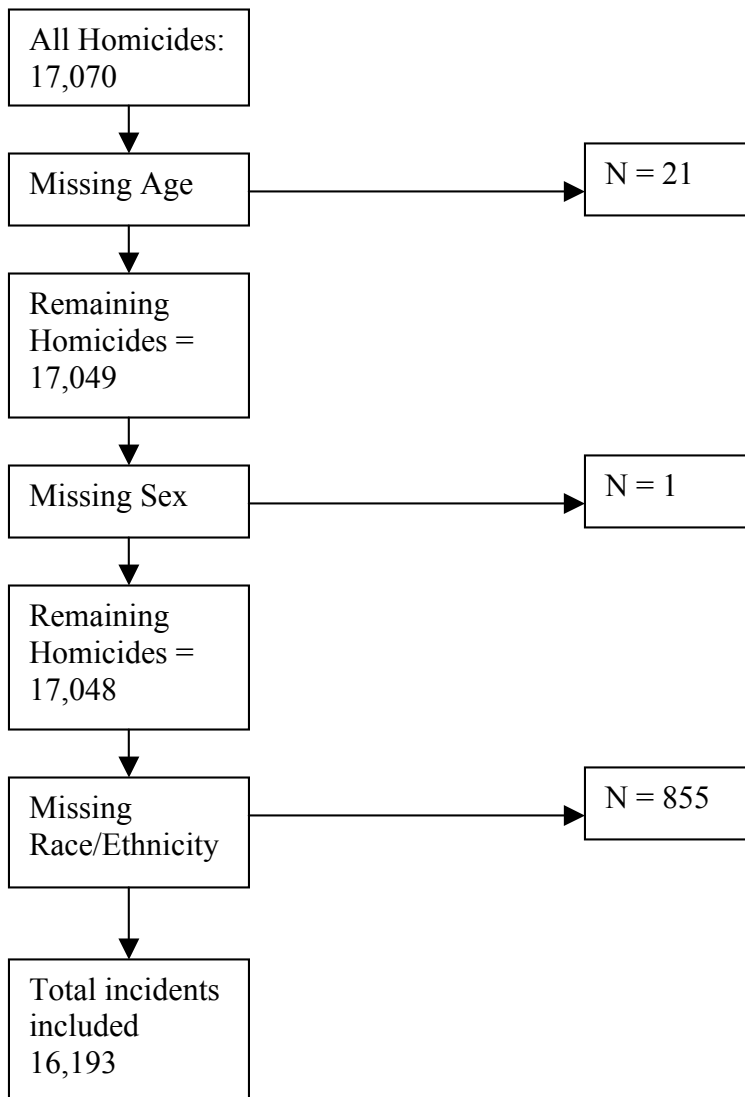 All Homicides:
17,070
Missing Age
N = 21
Remaining
Homicides =
17,049
Missing Sex
N = 1
Remaining
Homicides =
17,048
Missing
Race/Ethnicity
N = 855
Total incidents
included
16,193